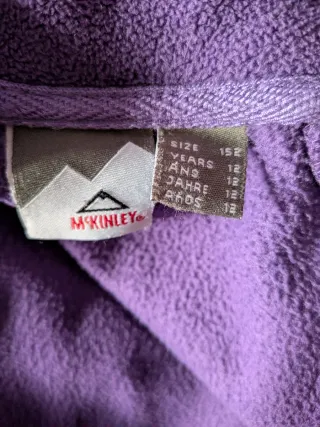 McKINLEY
SIZE 152
YEARS 12
ANS 12
JAHRE 12
AÑOS 12